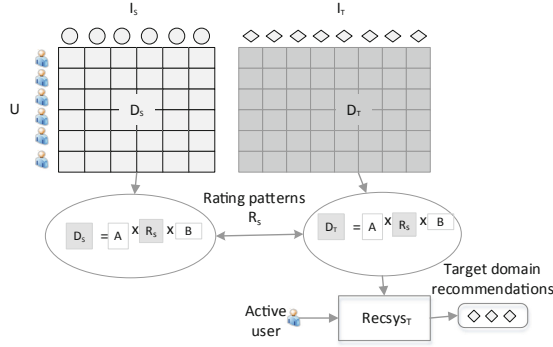 I_S I_T
U
D_S D_T
Rating patterns
R_s
D_S = A x R_s x B
D_T = A x R_s x B
Target domain
recommendations
Active
user
Recsys_T